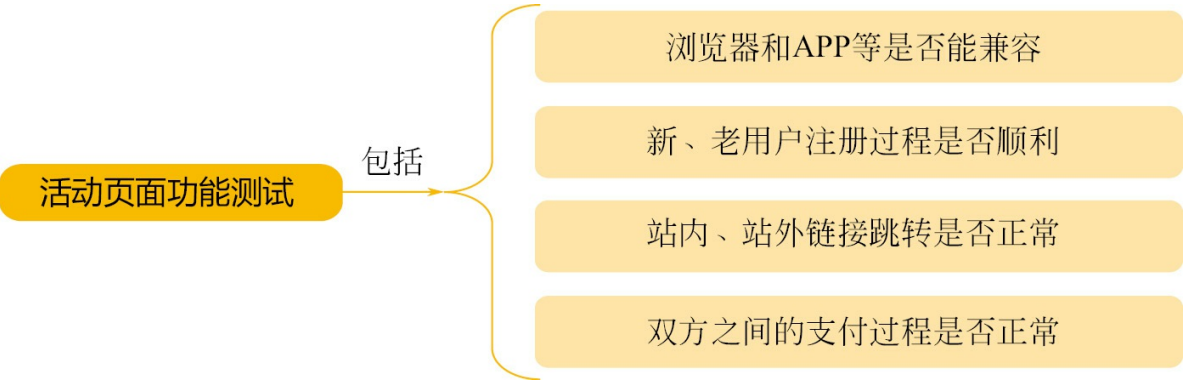 活动页面功能测试
包括
浏览器和APP等是否能兼容
新、老用户注册过程是否顺利
站内、站外链接跳转是否正常
双方之间的支付过程是否正常